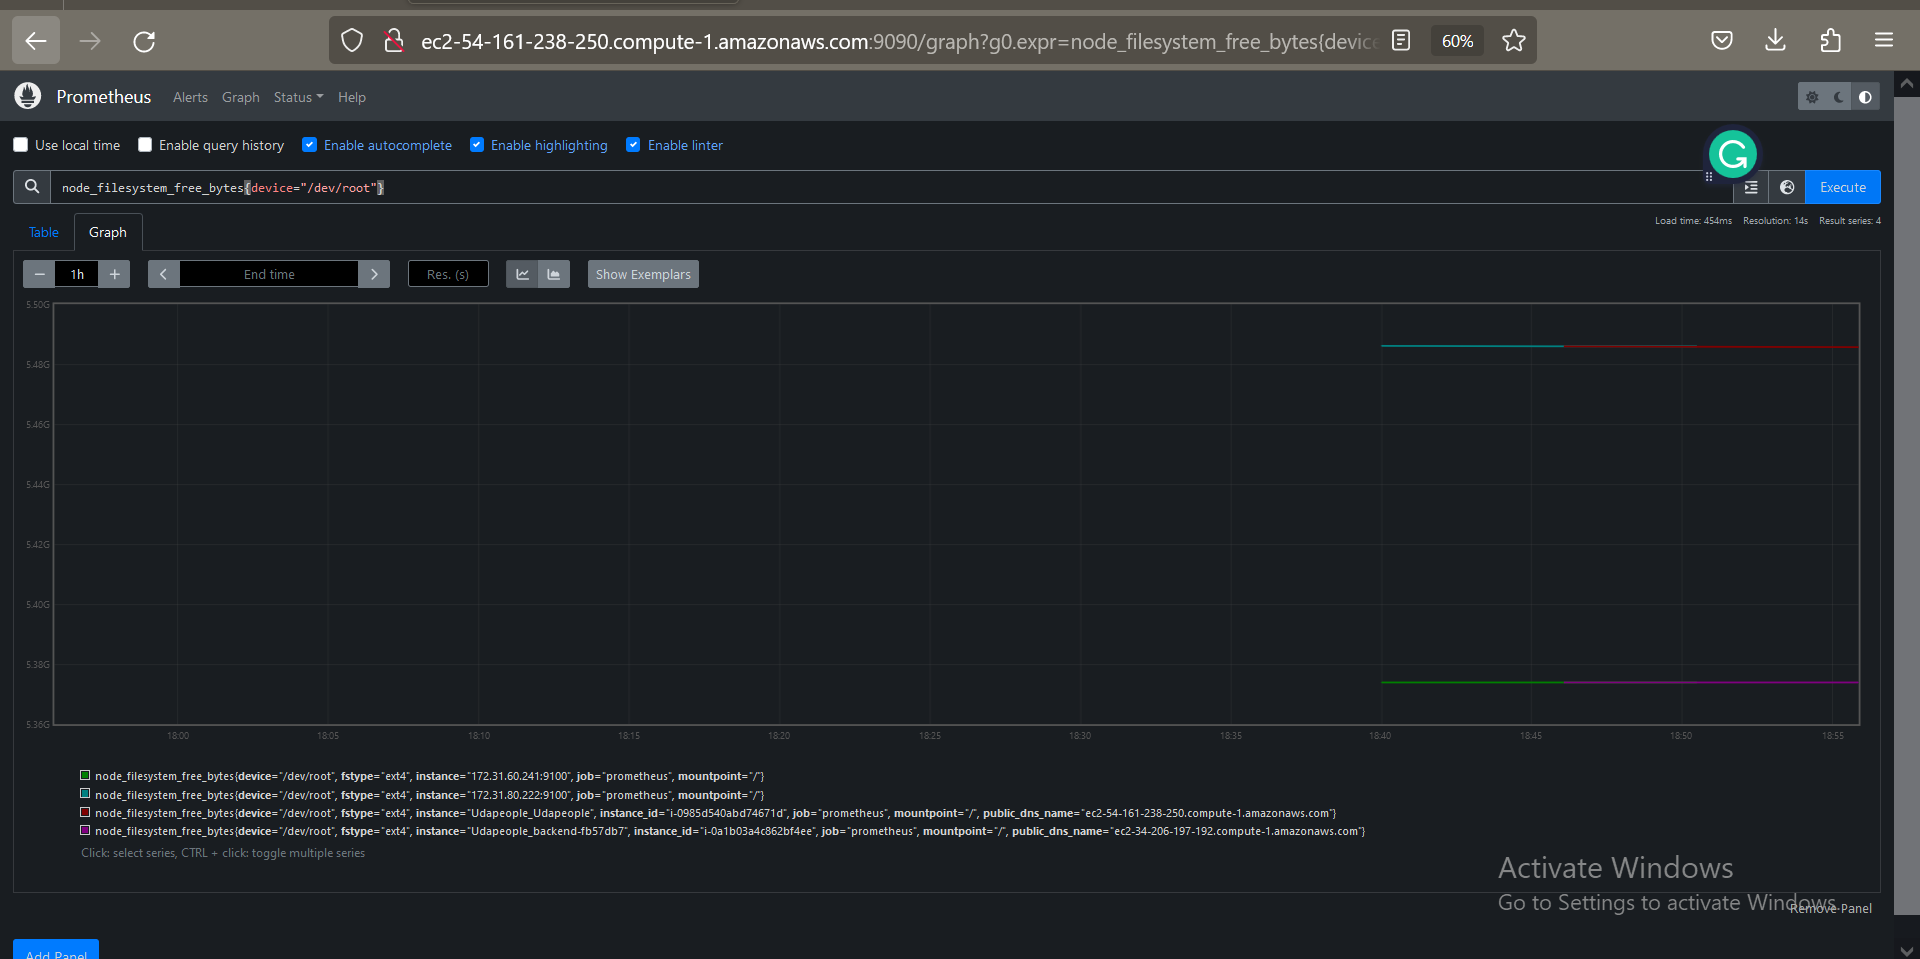 ec2-54-161-238-250.compute-1.amazonaws.com:9090/graph?g0.expr=node_filesystem_free_bytes{device
60%
Prometheus Alerts Graph Status Help
Use local time Enable query history Enable autocomplete Enable highlighting Enable linter
node_filesystem_free_bytes{device="/dev/root"}
Execute
Load time: 454ms Resolution: 14s Result series: 4
Table Graph
− 1h + End time Res. (s) Show Exemplars
5.50G
5.48G
5.46G
5.44G
5.42G
5.40G
5.38G
5.36G
18:00 18:05 18:10 18:15 18:20 18:25 18:30 18:35 18:40 18:45 18:50 18:55
node_filesystem_free_bytes{device="/dev/root", fstype="ext4", instance="172.31.60.241:9100", job="prometheus", mountpoint="/"}
node_filesystem_free_bytes{device="/dev/root", fstype="ext4", instance="172.31.80.222:9100", job="prometheus", mountpoint="/"}
node_filesystem_free_bytes{device="/dev/root", fstype="ext4", instance="Udapeople_Udapeople", instance_id="i-0985d540abd74671d", job="prometheus", mountpoint="/", public_dns_name="ec2-54-161-238-250.compute-1.amazonaws.com"}
node_filesystem_free_bytes{device="/dev/root", fstype="ext4", instance="Udapeople_backend-fb57db7", instance_id="i-0a1b03a4c862bf4ee", job="prometheus", mountpoint="/", public_dns_name="ec2-34-206-197-192.compute-1.amazonaws.com"}
Click: select series, CTRL + click: toggle multiple series
Activate Windows
Go to Settings to activate Windows.
Remove Panel
Add Panel